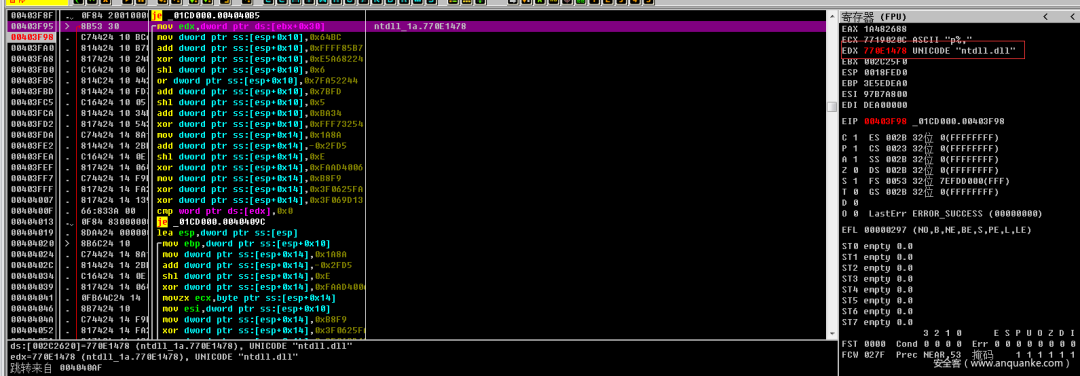 00403F8F . 0F84 20010000 je _01CD000.004040B5
00403F95 > 8B53 30 mov edx,dword ptr ds:[ebx+0x30] ntdll_1a.770E1478
00403F98 . C74424 10 BC mov dword ptr ss:[esp+0x10],0x64BC
00403FA0 . 814424 10 B7 add dword ptr ss:[esp+0x10],0xFFFF85B7
00403FA8 . 817424 10 24 xor dword ptr ss:[esp+0x10],0xE5A68224
00403FB0 . C16424 10 06 shl dword ptr ss:[esp+0x10],0x6
00403FB5 . 814C24 10 44 or dword ptr ss:[esp+0x10],0x7FA52244
00403FBD . 814424 10 FD add dword ptr ss:[esp+0x10],0x7BFD
00403FC5 . C16424 10 05 shl dword ptr ss:[esp+0x10],0x5
00403FCA . 814424 10 34 add dword ptr ss:[esp+0x10],0xBA34
00403FD2 . 817424 10 54 xor dword ptr ss:[esp+0x10],0xFFF73254
00403FDA . C74424 14 8A mov dword ptr ss:[esp+0x14],0x1A8A
00403FE2 . 814424 14 2B add dword ptr ss:[esp+0x14],-0x2FD5
00403FEA . C16424 14 0E shl dword ptr ss:[esp+0x14],0xE
00403FEF . 817424 14 06 xor dword ptr ss:[esp+0x14],0xFAAD4006
00403FF7 . C74424 14 F9 mov dword ptr ss:[esp+0x14],0xB8F9
00403FFF . 817424 14 FA xor dword ptr ss:[esp+0x14],0x3F0625FA
00404007 . 817424 14 13 xor dword ptr ss:[esp+0x14],0x3F069D13
0040400F . 66:833A 00 cmp word ptr ds:[edx],0x0
00404013 . 0F84 83000000 je _01CD000.0040409C
00404019 . 8DA424 000000 lea esp,dword ptr ss:[esp]
00404020 > 8B6C24 10 mov ebp,dword ptr ss:[esp+0x10]
00404024 . C74424 14 8A mov dword ptr ss:[esp+0x14],0x1A8A
0040402C . 814424 14 2B add dword ptr ss:[esp+0x14],-0x2FD5
00404034 . C16424 14 0E shl dword ptr ss:[esp+0x14],0xE
00404039 . 817424 14 06 xor dword ptr ss:[esp+0x14],0xFAAD4006
00404041 . 0FB64C24 14 movzx ecx,byte ptr ss:[esp+0x14]
00404046 . 8B7424 10 mov esi,dword ptr ss:[esp+0x10]
0040404A . C74424 14 F9 mov dword ptr ss:[esp+0x14],0xB8F9
00404052 . 817424 14 FA xor dword ptr ss:[esp+0x14],0x3F0625F
ds:[002C2620]=770E1478 (ntdll_1a.770E1478), UNICODE "ntdll.dll"
edx=770E1478 (ntdll_1a.770E1478), UNICODE "ntdll.dll"
跳转来自 004040AF
寄存器 (FPU) < <
EAX 1A482688
ECX 7719020C ASCII "p%,"
EDX 770E1478 UNICODE "ntdll.dll"
EBX 002C25F0
ESP 0018FED0
EBP 3E5EDEA0
ESI 97B7A800
EDI DEA00000
EIP 00403F98 _01CD000.00403F98
C 1 ES 002B 32位 0(FFFFFFFF)
P 1 CS 0023 32位 0(FFFFFFFF)
A 1 SS 002B 32位 0(FFFFFFFF)
Z 0 DS 002B 32位 0(FFFFFFFF)
S 1 FS 0053 32位 7EFDD000(FFF)
T 0 GS 002B 32位 0(FFFFFFFF)
D 0
O 0 LastErr ERROR_SUCCESS (00000000)
EFL 00000297 (NO,B,NE,BE,S,PE,L,LE)
ST0 empty 0.0
ST1 empty 0.0
ST2 empty 0.0
ST3 empty 0.0
ST4 empty 0.0
ST5 empty 0.0
ST6 empty 0.0
ST7 empty 0.0
3 2 1 0 E S P U O Z D I
FST 0000 Cond 0 0 0 0 Err 0 0 0 0 0 0 0 0
FCW 027F Prec NEAR,53 掩码 1 1 1 1 1 1
安全客 (www.anquanke.com)